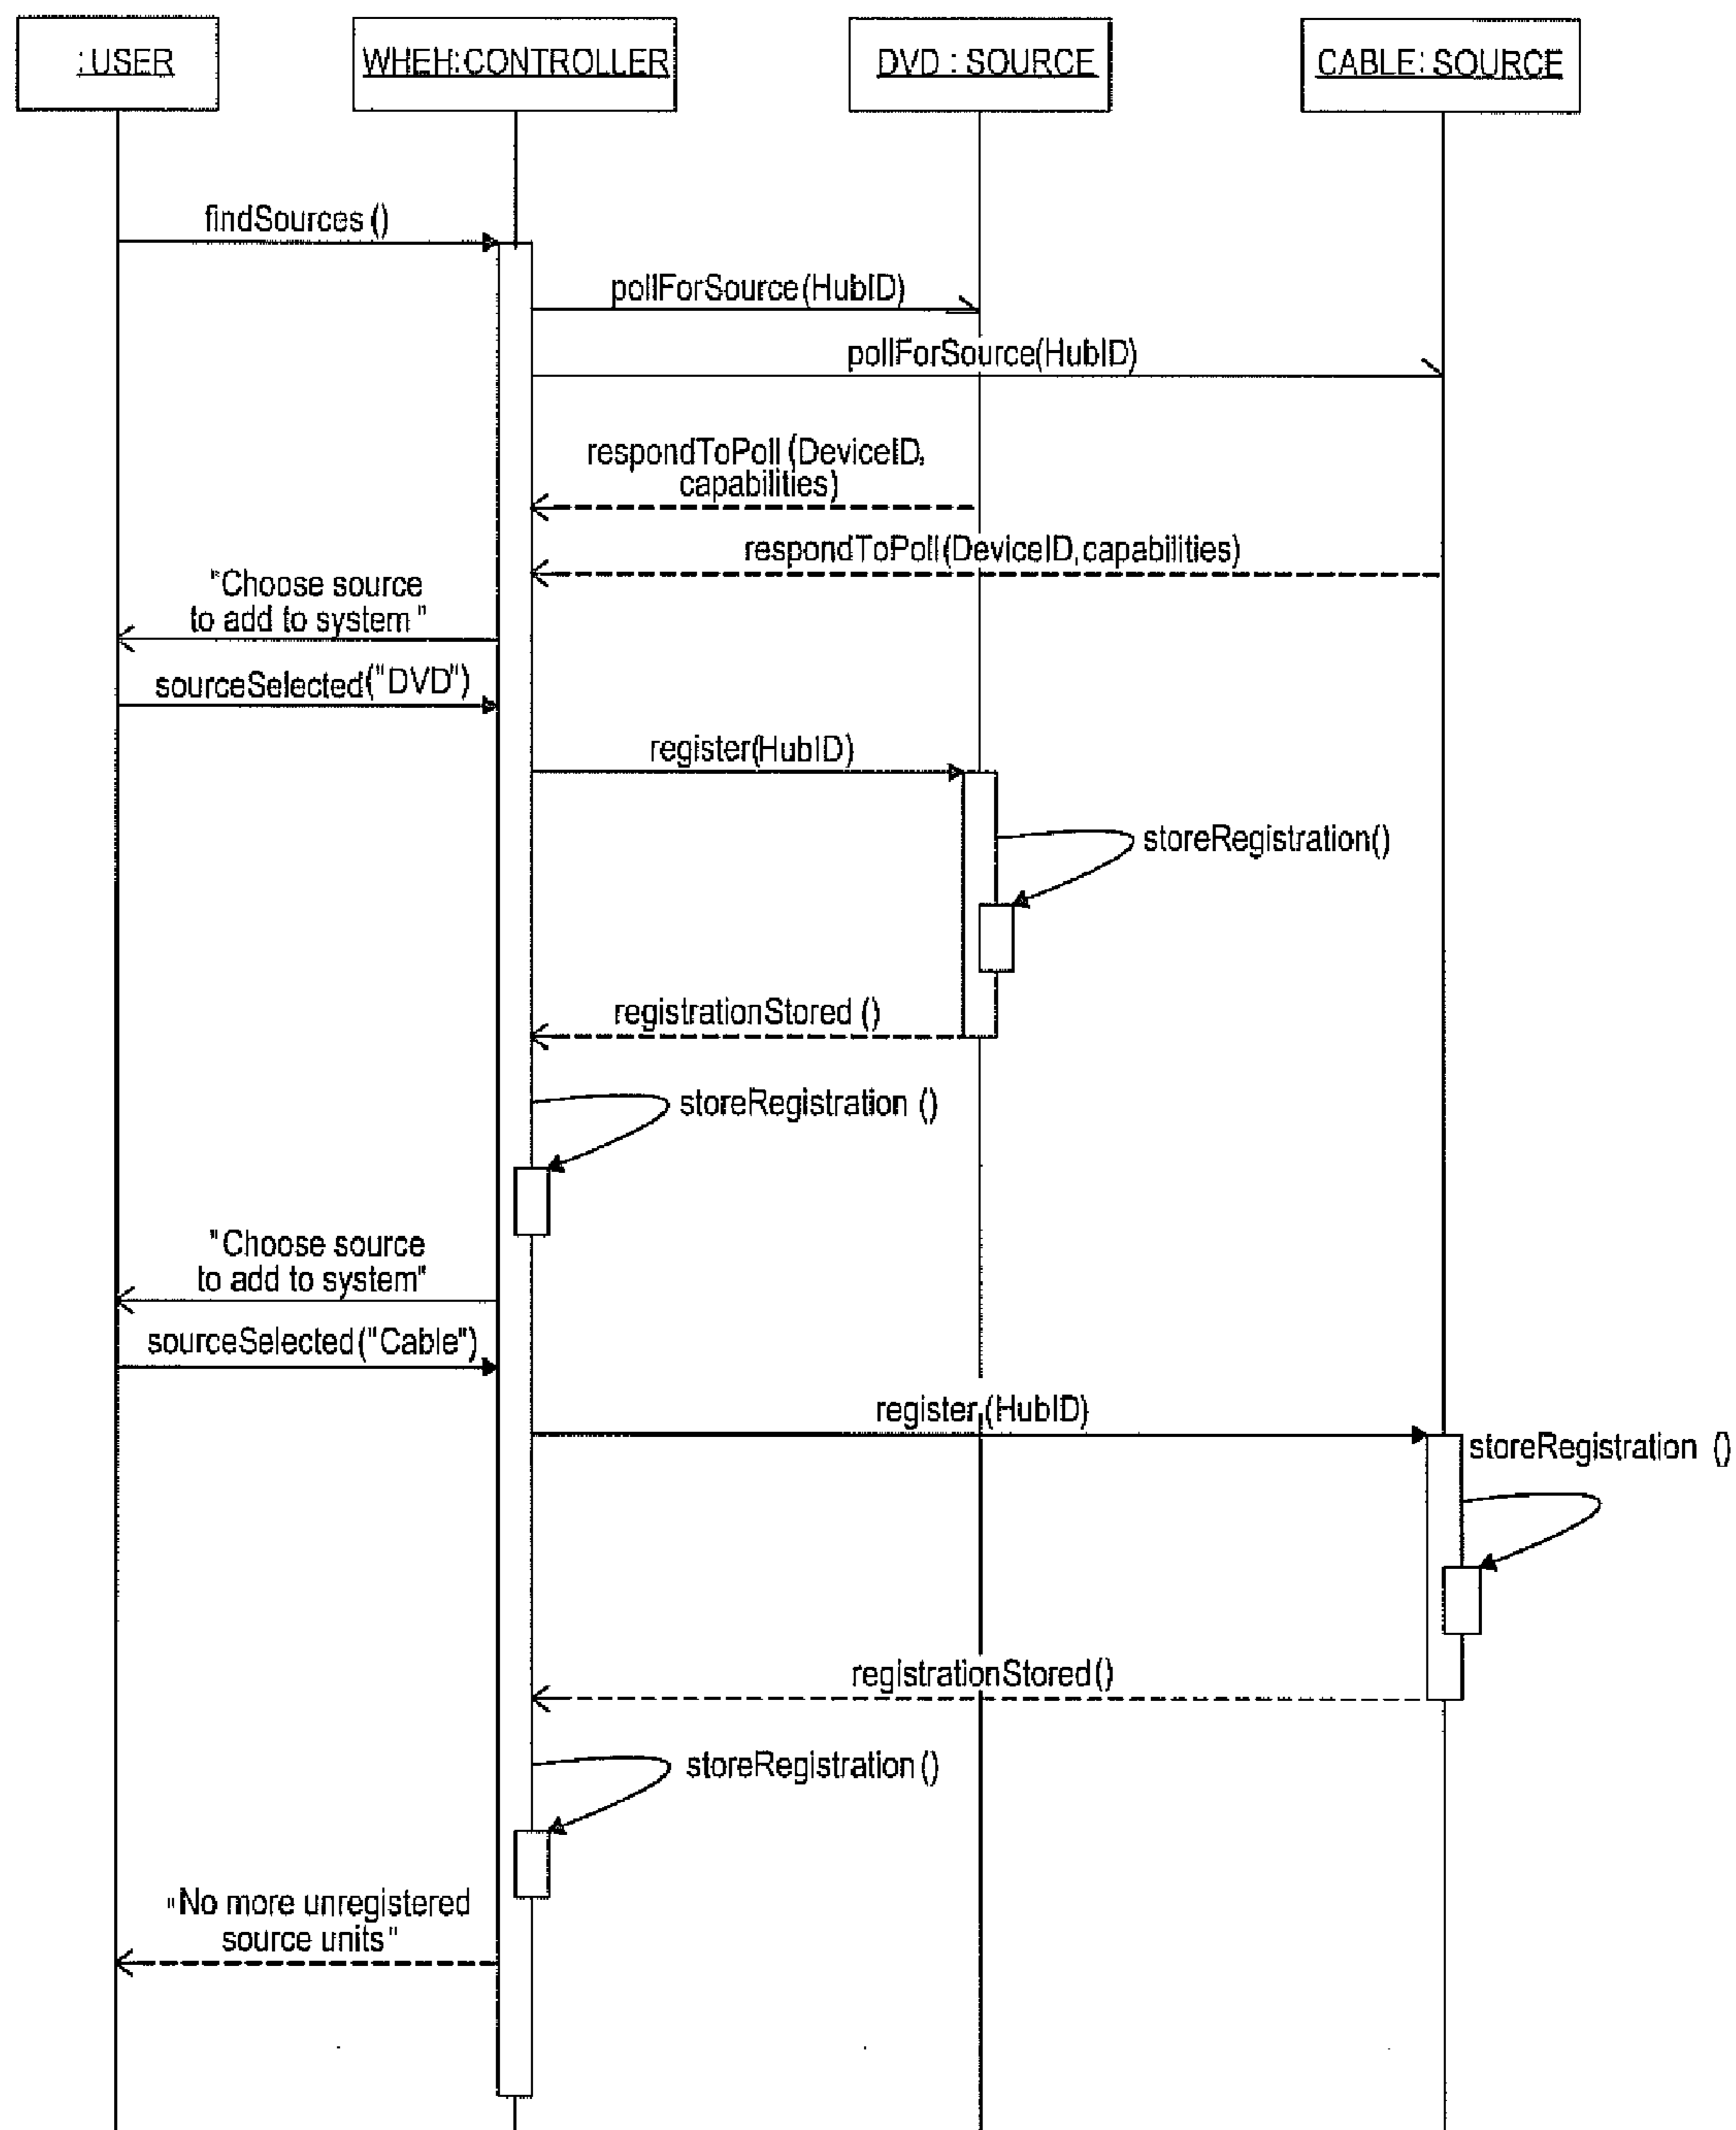 :USER
WHEH:CONTROLLER
DVD : SOURCE
CABLE: SOURCE
findSources ()
pollForSource (HubID)
pollForSource(HubID)
respondToPoll (DeviceID,
capabilities)
respondToPoll (DeviceID, capabilities)
"Choose source
to add to system "
sourceSelected ("DVD")
register(HubID)
storeRegistration()
registrationStored ()
storeRegistration ()
"Choose source
to add to system"
sourceSelected ("Cable")
register (HubID)
storeRegistration ()
registrationStored ()
storeRegistration ()
"No more unregistered
source units "